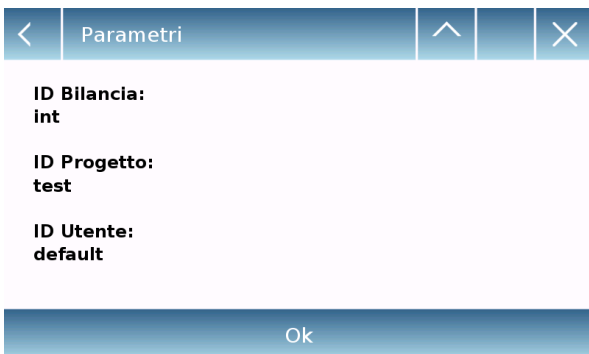 Parametri
ID Bilancia:
int
ID Progetto:
test
ID Utente:
default
Ok